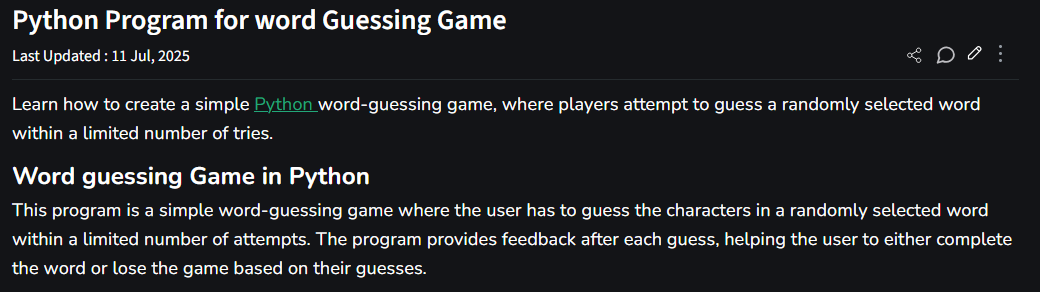 Python Program for word Guessing Game
Last Updated : 11 Jul, 2025
Learn how to create a simple Python word-guessing game, where players attempt to guess a randomly selected word
within a limited number of tries.
Word guessing Game in Python
This program is a simple word-guessing game where the user has to guess the characters in a randomly selected word
within a limited number of attempts. The program provides feedback after each guess, helping the user to either complete
the word or lose the game based on their guesses.